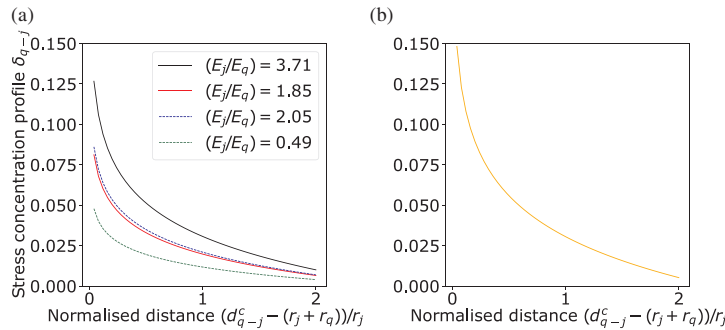 (a)
(b)
Stress concentration profile δq−j
0.150
0.125
0.100
0.075
0.050
0.025
0.000
(Ej/Eq) = 3.71
(Ej/Eq) = 1.85
(Ej/Eq) = 2.05
(Ej/Eq) = 0.49
0
1
2
Normalised distance (d^c_q−j − (rj + rq))/rj
0.150
0.125
0.100
0.075
0.050
0.025
0.000
0
1
2
Normalised distance (d^c_q−j − (rj + rq))/rj